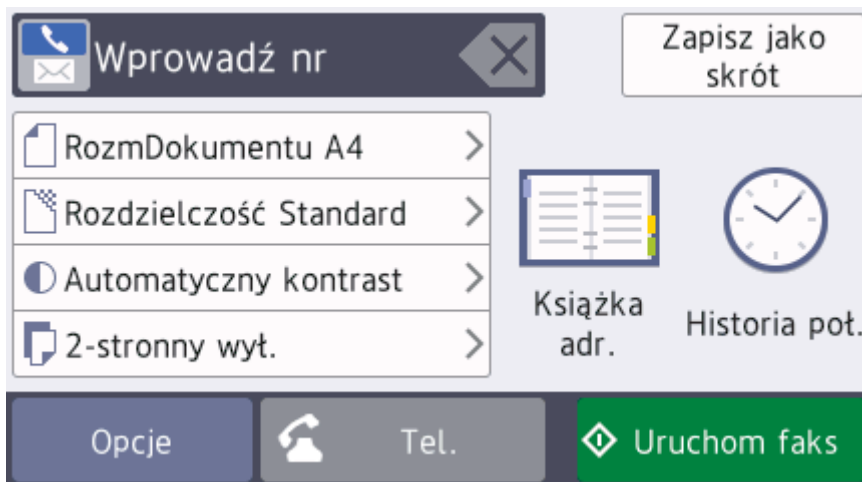 Wprowadź nr
Zapisz jako
skrót
RozmDokumentu A4
Rozdzielczość Standard
Automatyczny kontrast
2-stronny wył.
Książka
adr.
Historia poł.
Opcje
Tel.
Uruchom faks